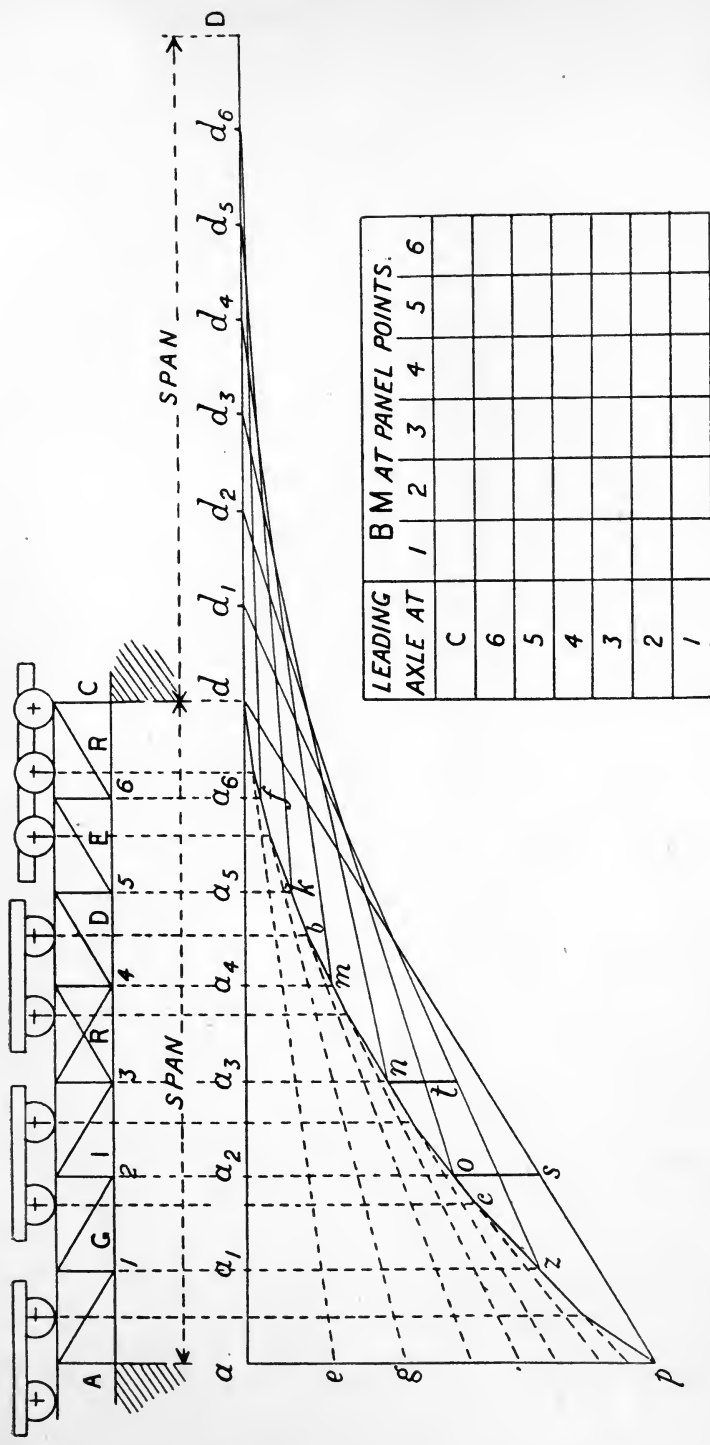 A G I R D E R C
1 2 3 4 5 6
SPAN
SPAN
a a1 a2 a3 a4 a5 a6 d d1 d2 d3 d4 d5 d6 D
e
g
p
z
c
o
s
n
t
m
b
k
f
LEADING AXLE AT
B M AT PANEL POINTS.
1 2 3 4 5 6
C
6
5
4
3
2
1